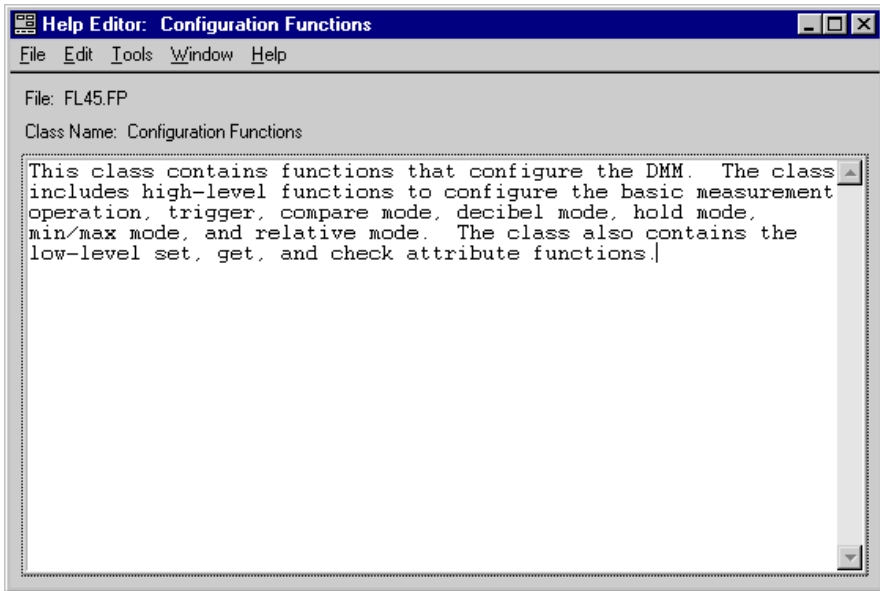 Help Editor:  Configuration Functions
File  Edit  Tools  Window  Help
File:  FL45.FP
Class Name:  Configuration Functions
This class contains functions that configure the DMM.  The class
includes high-level functions to configure the basic measurement
operation, trigger, compare mode, decibel mode, hold mode,
min/max mode, and relative mode.  The class also contains the
low-level set, get, and check attribute functions.